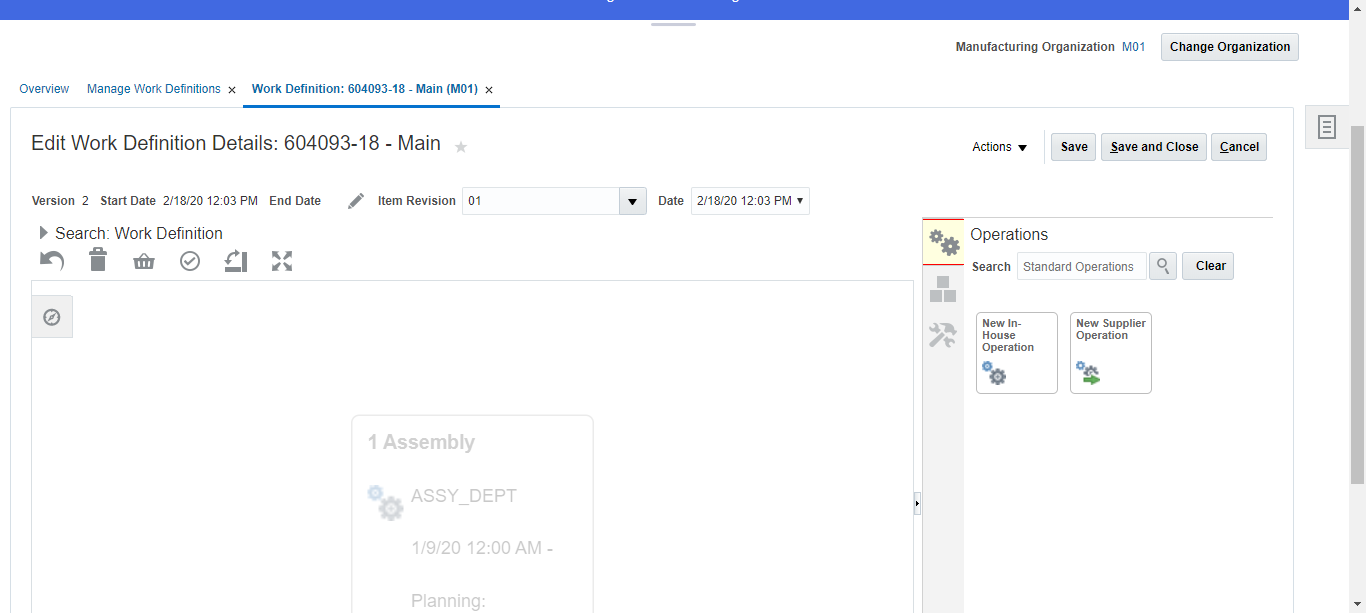 Manufacturing Organization M01 Change Organization
Overview Manage Work Definitions × Work Definition: 604093-18 - Main (M01) ×
Edit Work Definition Details: 604093-18 - Main
Actions Save Save and Close Cancel
Version 2 Start Date 2/18/20 12:03 PM End Date Item Revision 01 Date 2/18/20 12:03 PM
Search: Work Definition
Operations
Search Standard Operations Clear
New In-
House
Operation
New Supplier
Operation
1 Assembly
ASSY_DEPT
1/9/20 12:00 AM -
Planning: